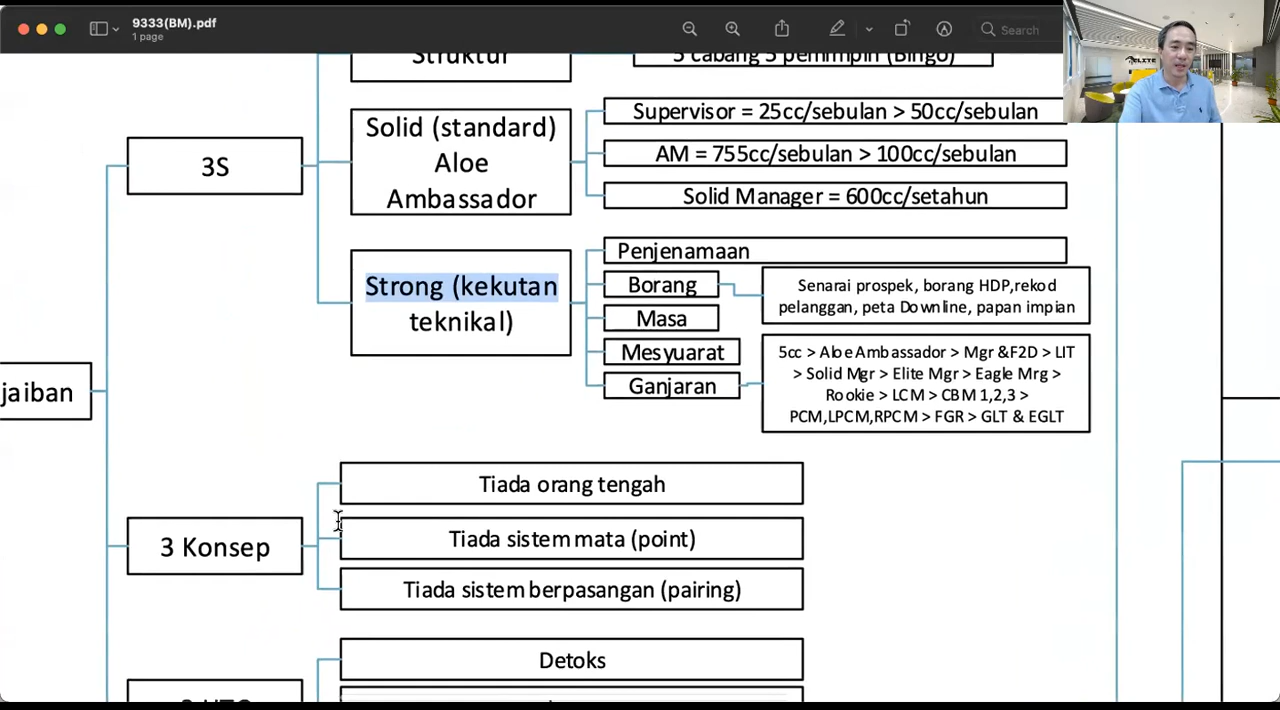 9333(BM).pdf
1 page
Search
ELITE
Struktur
5 cabang 5 pemimpin (Bingo)
3S
Solid (standard)
Aloe
Ambassador
Supervisor = 25cc/sebulan > 50cc/sebulan
AM = 755cc/sebulan > 100cc/sebulan
Solid Manager = 600cc/setahun
Strong (kekutan
teknikal)
Penjenamaan
Borang
Senarai prospek, borang HDP,rekod
pelanggan, peta Downline, papan impian
Masa
Mesyuarat
Ganjaran
5cc > Aloe Ambassador > Mgr &F2D > LIT
> Solid Mgr > Elite Mgr > Eagle Mrg >
Rookie > LCM > CBM 1,2,3 >
PCM,LPCM,RPCM > FGR > GLT & EGLT
jaiban
3 Konsep
Tiada orang tengah
Tiada sistem mata (point)
Tiada sistem berpasangan (pairing)
Detoks